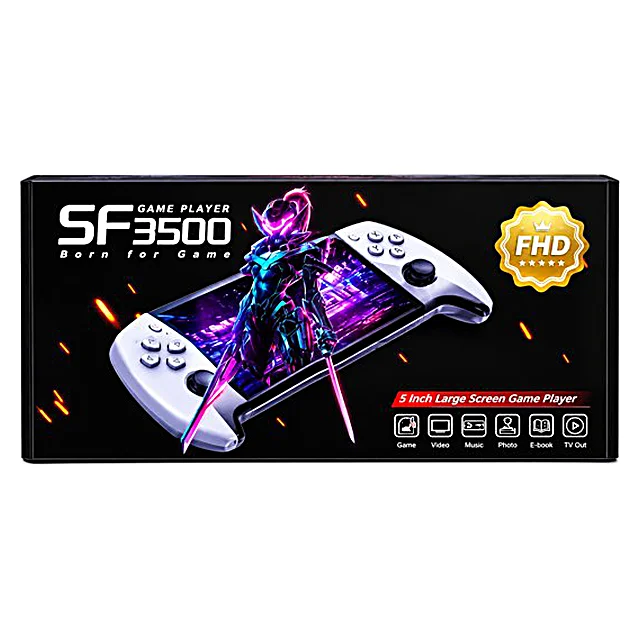 GAME PLAYER
SF3500
Born for Game
FHD
5 Inch Large Screen Game Player
Game Video Music Photo E-book TV Out